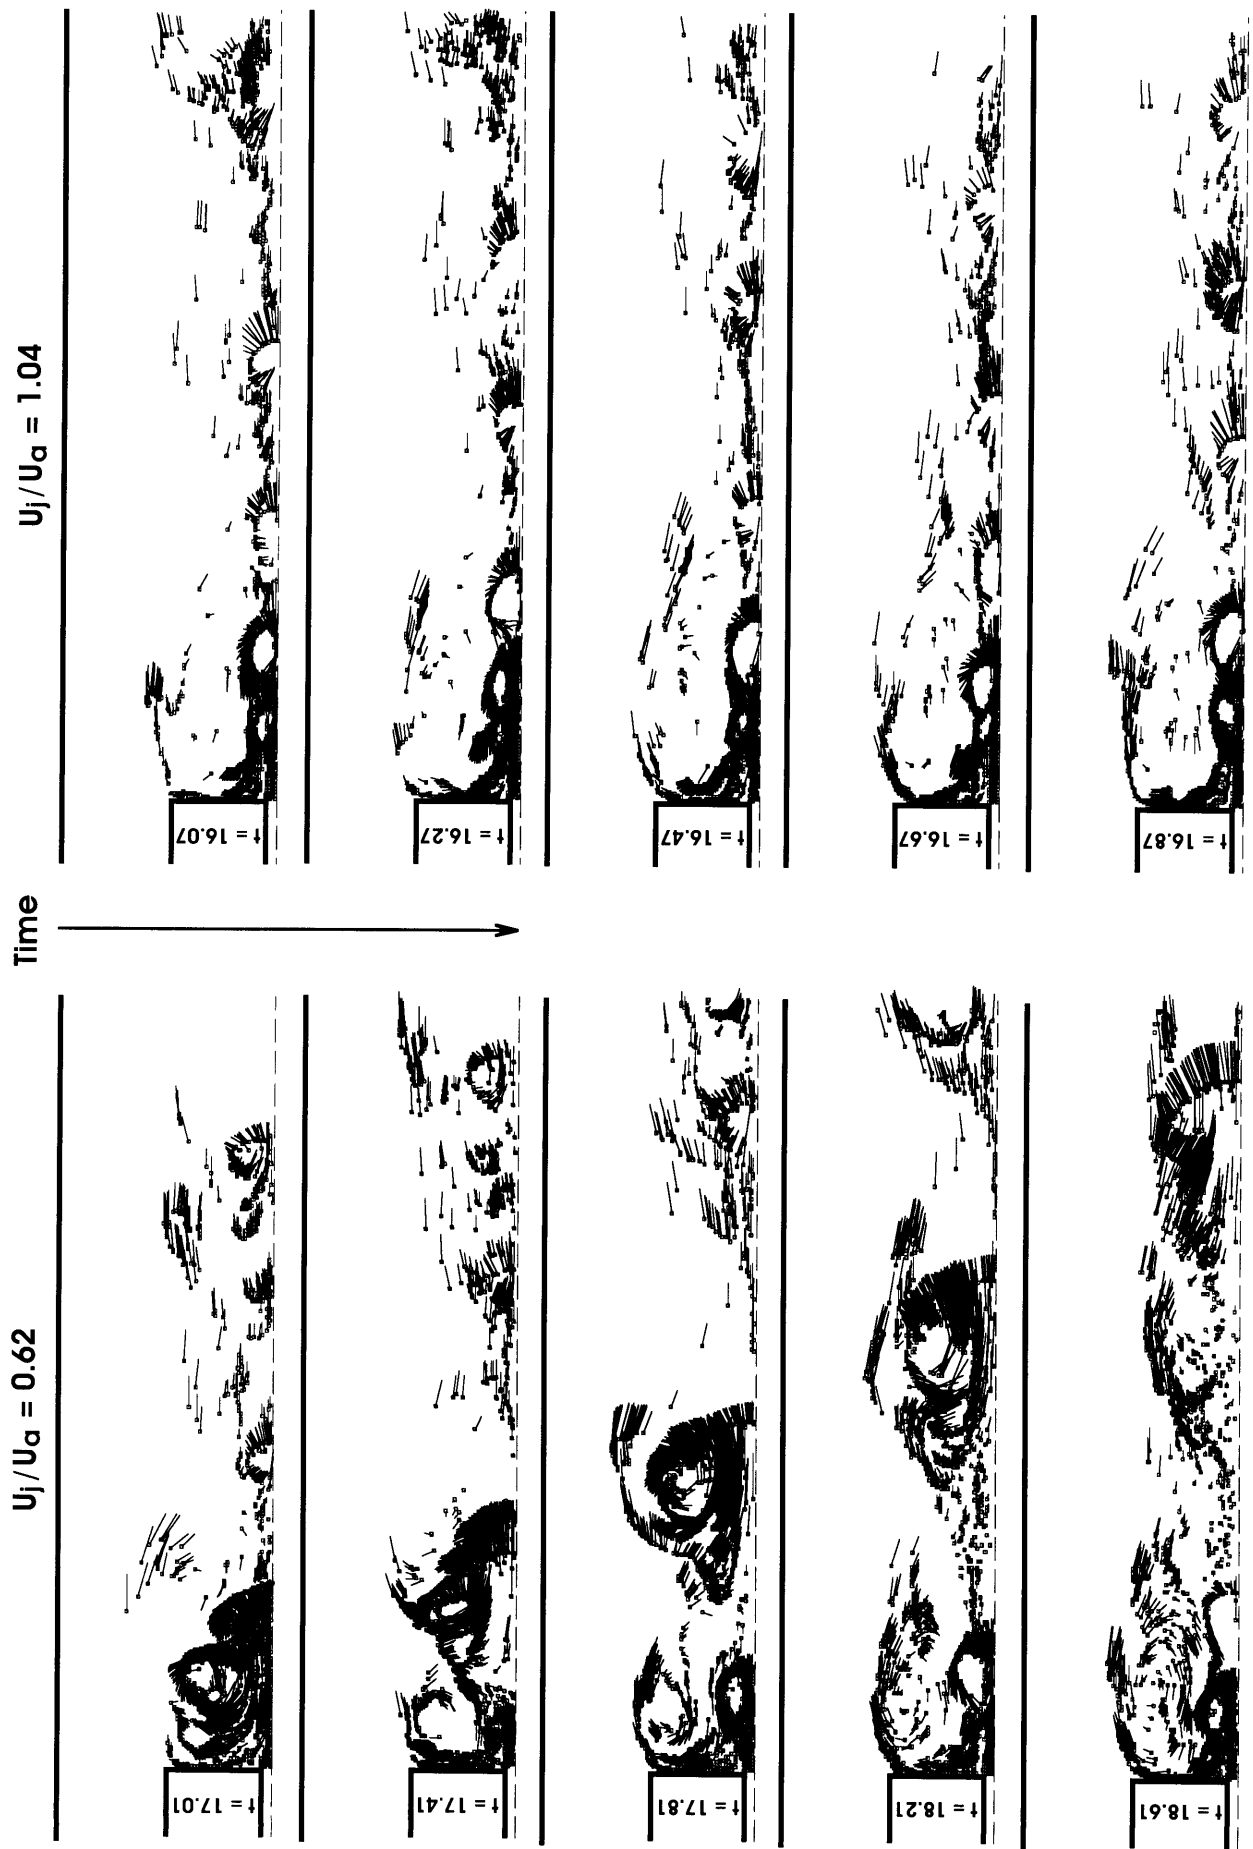 Uj/Ua = 0.62
Time
Uj/Ua = 1.04
t = 17.01
t = 17.41
t = 17.81
t = 18.21
t = 18.61
t = 16.07
t = 16.27
t = 16.47
t = 16.67
t = 16.87